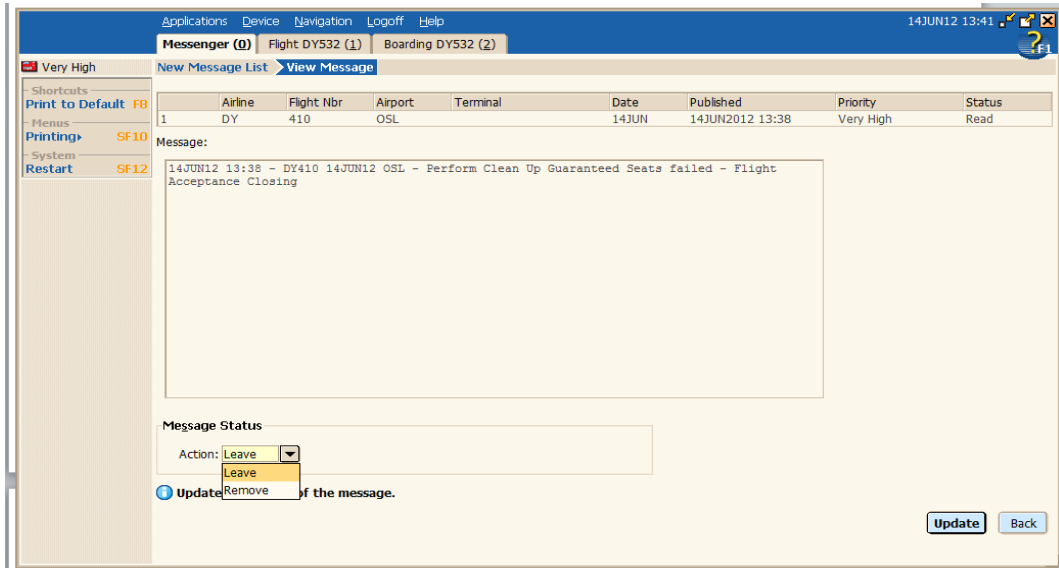 Applications Device Navigation Logoff Help 14JUN12 13:41
Messenger (0) Flight DY532 (1) Boarding DY532 (2)
?F1
Very High
New Message List View Message
Shortcuts
Print to Default F8
Menus
Printing SF10
System
Restart SF12
Airline Flight Nbr Airport Terminal Date Published Priority Status
1 DY 410 OSL 14JUN 14JUN2012 13:38 Very High Read
Message:
14JUN12 13:38 - DY410 14JUN12 OSL - Perform Clean Up Guaranteed Seats failed - Flight
Acceptance Closing
Message Status
Action: Leave
Leave
Remove
Update of the message.
Update Back